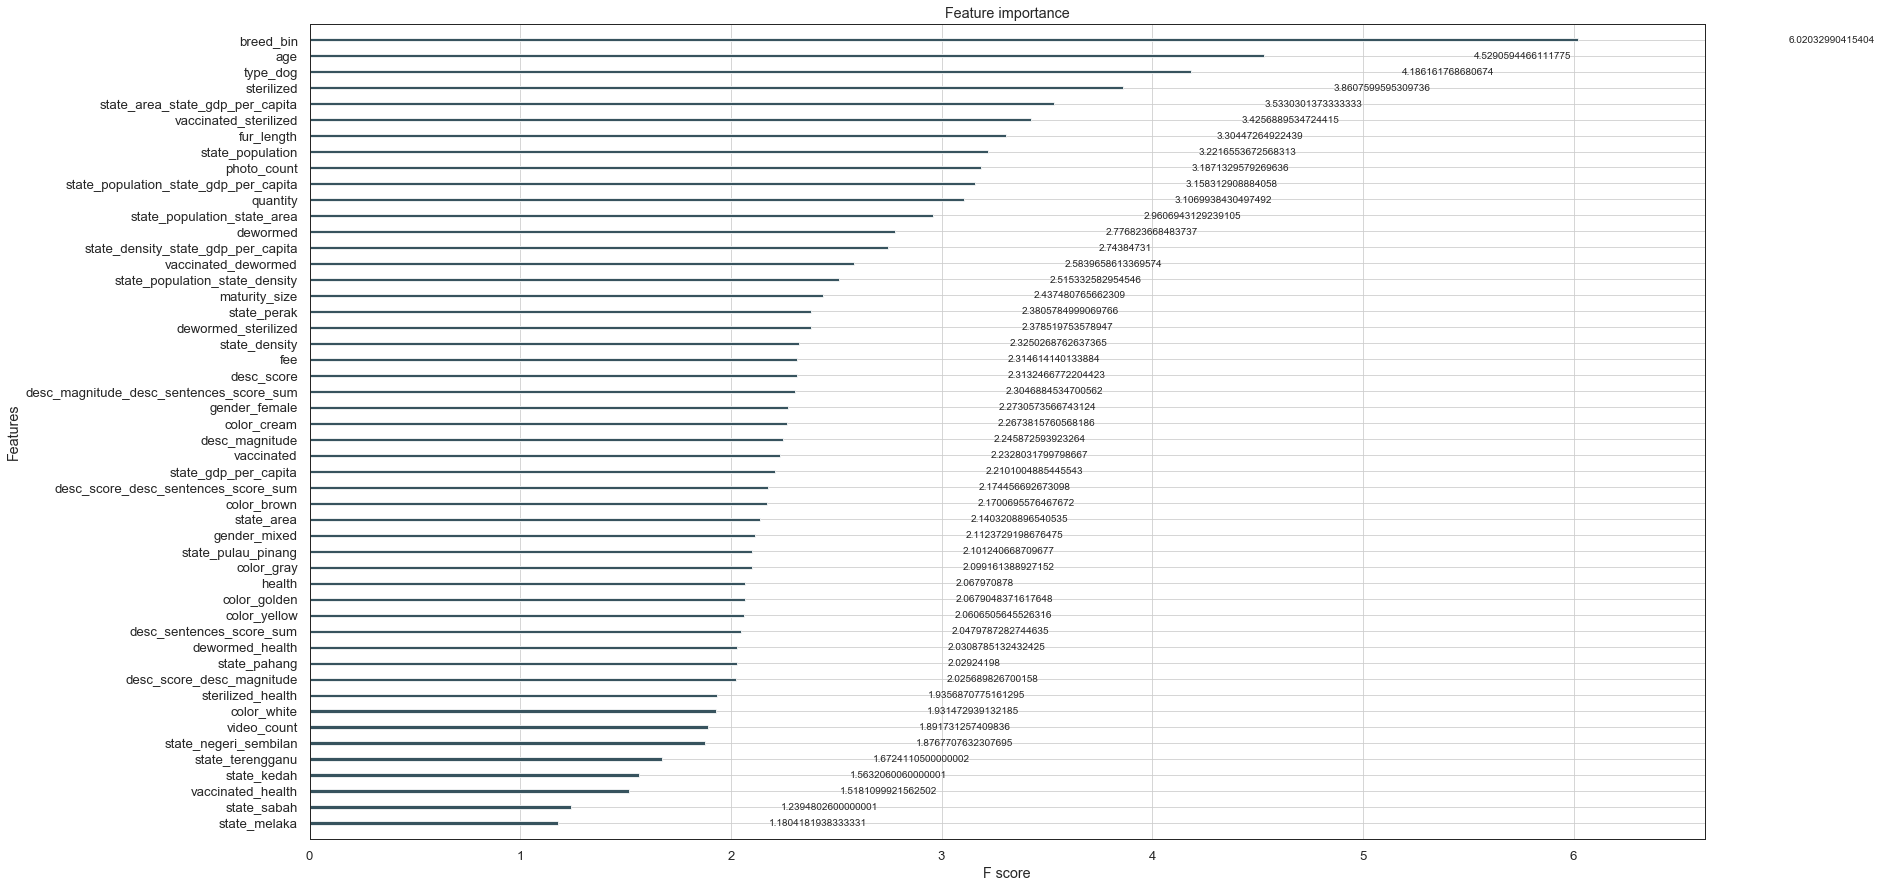 Feature importance
breed_bin 6.02032990415404
age 4.5290594466111775
type_dog 4.186161768680674
sterilized 3.8607599595309736
state_area_state_gdp_per_capita 3.5330301373333333
vaccinated_sterilized 3.4256889534724415
fur_length 3.30447264922439
state_population 3.2216553672568313
photo_count 3.1871329579269636
state_population_state_gdp_per_capita 3.158312908884058
quantity 3.1069938430497492
state_population_state_area 2.9606943129239105
dewormed 2.776823668483737
state_density_state_gdp_per_capita 2.74384731
vaccinated_dewormed 2.5839658613369574
state_population_state_density 2.515332582954546
maturity_size 2.437480765662309
state_perak 2.3805784999069766
dewormed_sterilized 2.378519753578947
state_density 2.3250268762637365
fee 2.314614140133884
desc_score 2.3132466772204423
desc_magnitude_desc_sentences_score_sum 2.3046884534700562
gender_female 2.2730573566743124
color_cream 2.2673815760568186
desc_magnitude 2.245872593923264
vaccinated 2.2328031799798667
state_gdp_per_capita 2.2101004885445543
desc_score_desc_sentences_score_sum 2.174456692673098
color_brown 2.1700695576467672
state_area 2.1403208896540535
gender_mixed 2.1123729198676475
state_pulau_pinang 2.101240668709677
color_gray 2.099161388927152
health 2.067970878
color_golden 2.0679048371617648
color_yellow 2.0606505645526316
desc_sentences_score_sum 2.0479787282744635
dewormed_health 2.0308785132432425
state_pahang 2.02924198
desc_score_desc_magnitude 2.025689826700158
sterilized_health 1.9356870775161295
color_white 1.931472939132185
video_count 1.891731257409836
state_negeri_sembilan 1.8767707632307695
state_terengganu 1.6724110500000002
state_kedah 1.5632060060000001
vaccinated_health 1.5181099921562502
state_sabah 1.2394802600000001
state_melaka 1.1804181938333331
Features
0 1 2 3 4 5 6
F score